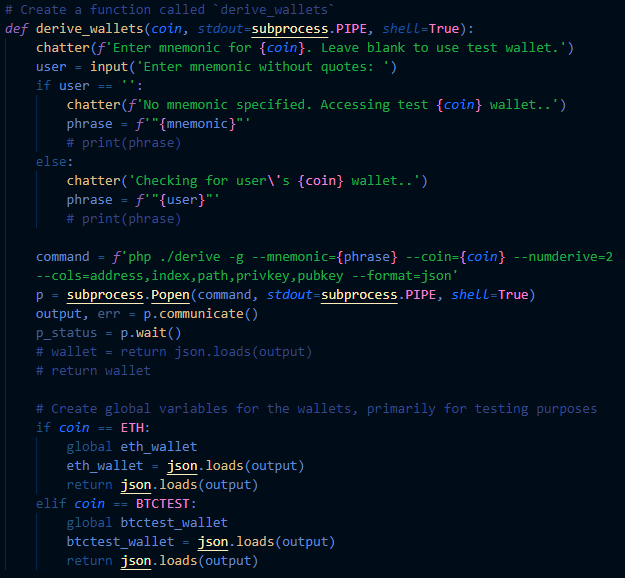 # Create a function called `derive_wallets`
def derive_wallets(coin, stdout=subprocess.PIPE, shell=True):
chatter(f'Enter mnemonic for {coin}. Leave blank to use test wallet.')
user = input('Enter mnemonic without quotes: ')
if user == '':
chatter(f'No mnemonic specified. Accessing test {coin} wallet..')
phrase = f'"{mnemonic}"'
# print(phrase)
else:
chatter('Checking for user\'s {coin} wallet..')
phrase = f'"{user}"'
# print(phrase)
command = f'php ./derive -g --mnemonic={phrase} --coin={coin} --numderive=2
--cols=address,index,path,privkey,pubkey --format=json'
p = subprocess.Popen(command, stdout=subprocess.PIPE, shell=True)
output, err = p.communicate()
p_status = p.wait()
# wallet = return json.loads(output)
# return wallet
# Create global variables for the wallets, primarily for testing purposes
if coin == ETH:
global eth_wallet
eth_wallet = json.loads(output)
return json.loads(output)
elif coin == BTCTEST:
global btctest_wallet
btctest_wallet = json.loads(output)
return json.loads(output)